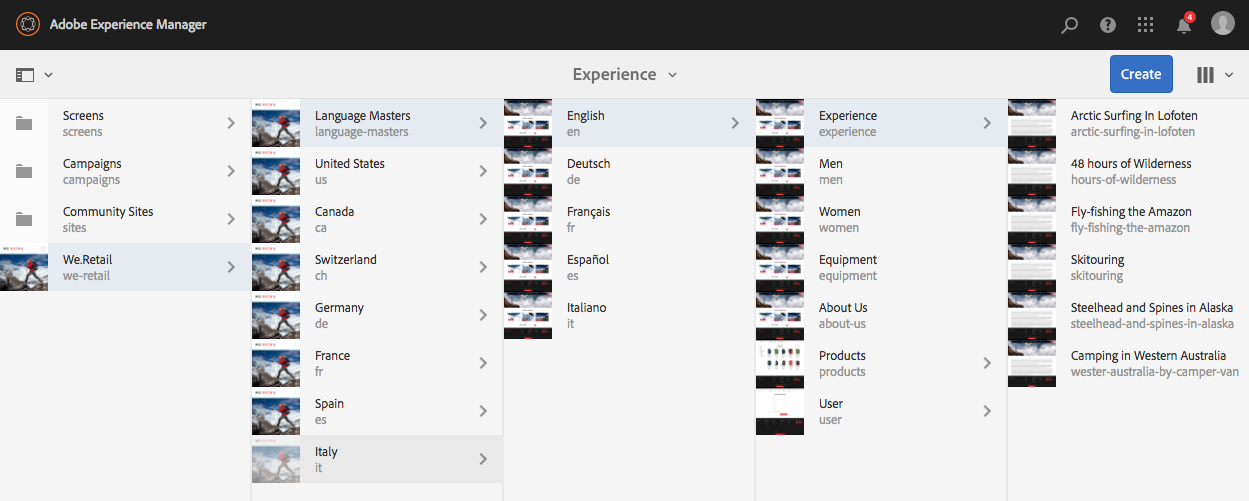 Adobe Experience Manager
4
Experience
Create
Screens
screens
Campaigns
campaigns
Community Sites
sites
We.Retail
we-retail
Language Masters
language-masters
United States
us
Canada
ca
Switzerland
ch
Germany
de
France
fr
Spain
es
Italy
it
English
en
Deutsch
de
Français
fr
Español
es
Italiano
it
Experience
experience
Men
men
Women
women
Equipment
equipment
About Us
about-us
Products
products
User
user
Arctic Surfing In Lofoten
arctic-surfing-in-lofoten
48 hours of Wilderness
hours-of-wilderness
Fly-fishing the Amazon
fly-fishing-the-amazon
Skitouring
skitouring
Steelhead and Spines in Alaska
steelhead-and-spines-in-alaska
Camping in Western Australia
wester-australia-by-camper-van